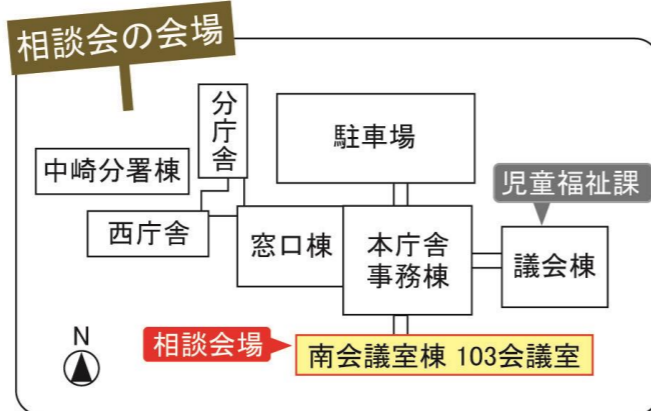 相談会の会場
分庁舎
駐車場
中崎分署棟
児童福祉課
西庁舎
窓口棟
本庁舎
事務棟
議会棟
N
相談会場
南会議室棟 103会議室